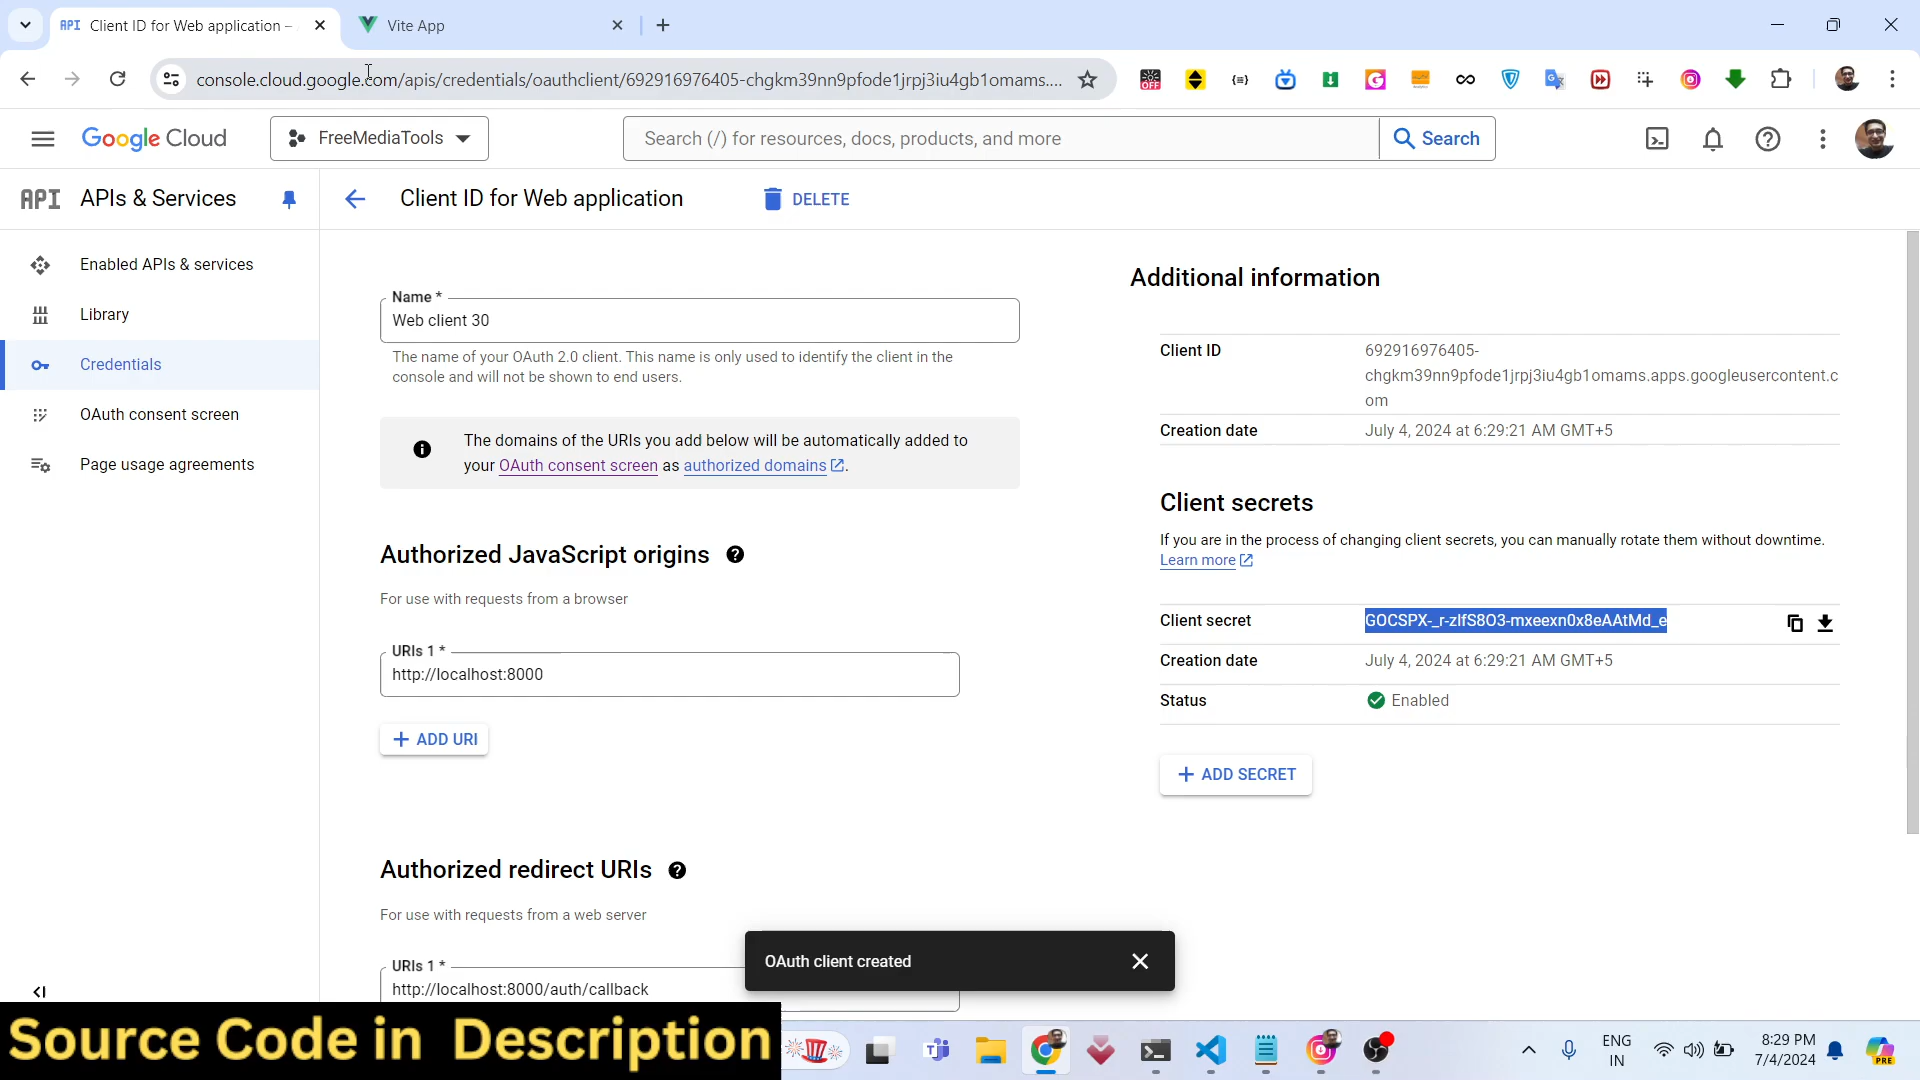 API Client ID for Web application –
Vite App
console.cloud.google.com/apis/credentials/oauthclient/692916976405-chgkm39nn9pfode1jrpj3iu4gb1omams....
OFF
Google Cloud
FreeMediaTools
Search (/) for resources, docs, products, and more
Search
API APIs & Services
Client ID for Web application
DELETE
Enabled APIs & services
Library
Credentials
OAuth consent screen
Page usage agreements
Name *
Web client 30
The name of your OAuth 2.0 client. This name is only used to identify the client in the
console and will not be shown to end users.
The domains of the URIs you add below will be automatically added to
your OAuth consent screen as authorized domains.
Authorized JavaScript origins
For use with requests from a browser
URIs 1 *
http://localhost:8000
ADD URI
Authorized redirect URIs
For use with requests from a web server
URIs 1 *
http://localhost:8000/auth/callback
Additional information
Client ID
692916976405-
chgkm39nn9pfode1jrpj3iu4gb1omams.apps.googleusercontent.c
om
Creation date
July 4, 2024 at 6:29:21 AM GMT+5
Client secrets
If you are in the process of changing client secrets, you can manually rotate them without downtime.
Learn more
Client secret
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
Creation date
July 4, 2024 at 6:29:21 AM GMT+5
Status
Enabled
ADD SECRET
OAuth client created
Source Code in Description
ENG
IN
8:29 PM
7/4/2024
PRE